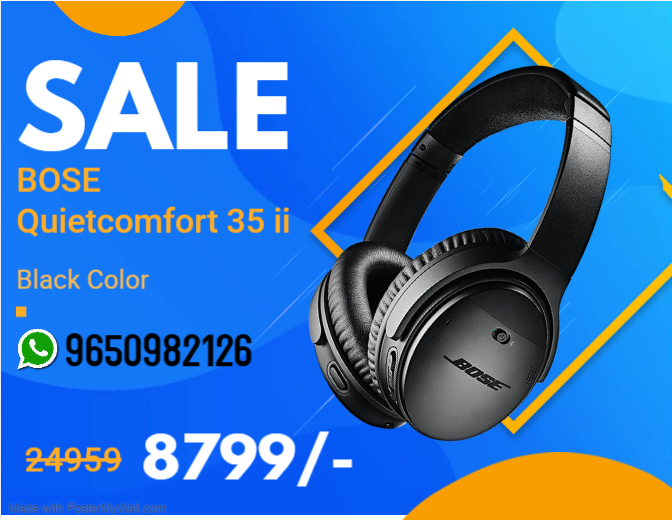 SALE
BOSE
Quietcomfort 35 ii
Black Color
9650982126
24959 8799/-
BOSE
Made with PosterMyWall.com